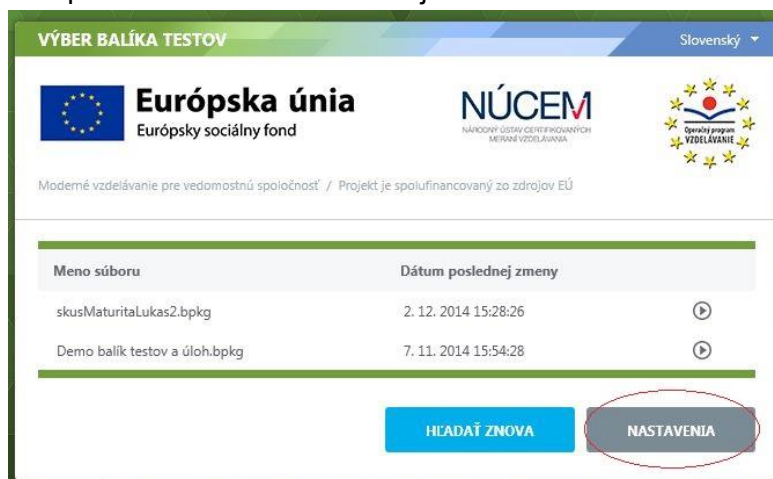 VÝBER BALÍKA TESTOV
Slovenský
Európska únia
Európsky sociálny fond
NÚCEM
NÁRODNÝ ÚSTAV CERTIFIKOVANÝCH
MERANÍ VZDELÁVANIA
Operačný program
VZDELÁVANIE
Moderné vzdelávanie pre vedomostnú spoločnosť / Projekt je spolufinancovaný zo zdrojov EÚ
Meno súboru Dátum poslednej zmeny
skusMaturitaLukas2.bpkg 2. 12. 2014 15:28:26
Demo balík testov a úloh.bpkg 7. 11. 2014 15:54:28
HĽADAŤ ZNOVA NASTAVENIA